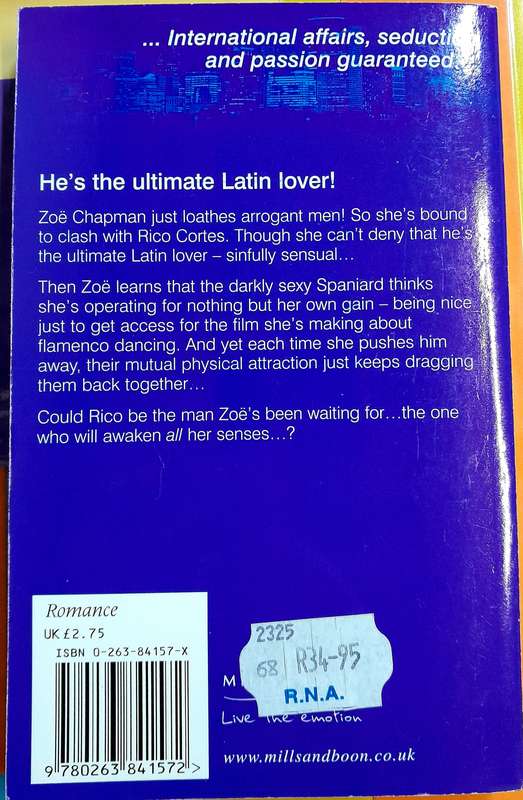 ... International affairs, seducti
and passion guaranteed
He's the ultimate Latin lover!
Zoë Chapman just loathes arrogant men! So she's bound
to clash with Rico Cortes. Though she can't deny that he's
the ultimate Latin lover – sinfully sensual…
Then Zoë learns that the darkly sexy Spaniard thinks
she's operating for nothing but her own gain – being nice
just to get access for the film she's making about
flamenco dancing. And yet each time she pushes him
away, their mutual physical attraction just keeps dragging
them back together…
Could Rico be the man Zoë's been waiting for…the one
who will awaken all her senses…?
Romance
UK £2.75
ISBN 0-263-84157-X
9 780263 841572 >
2325
68 R34-95
R.N.A.
M
Live the emotion
www.millsandboon.co.uk